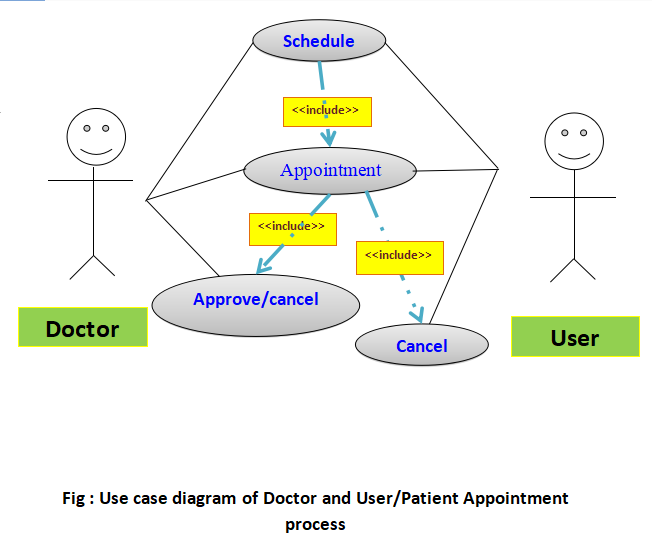 Schedule
<<include>>
Appointment
<<include>>
<<include>>
Approve/cancel
Cancel
Doctor
User
Fig : Use case diagram of Doctor and User/Patient Appointment
process